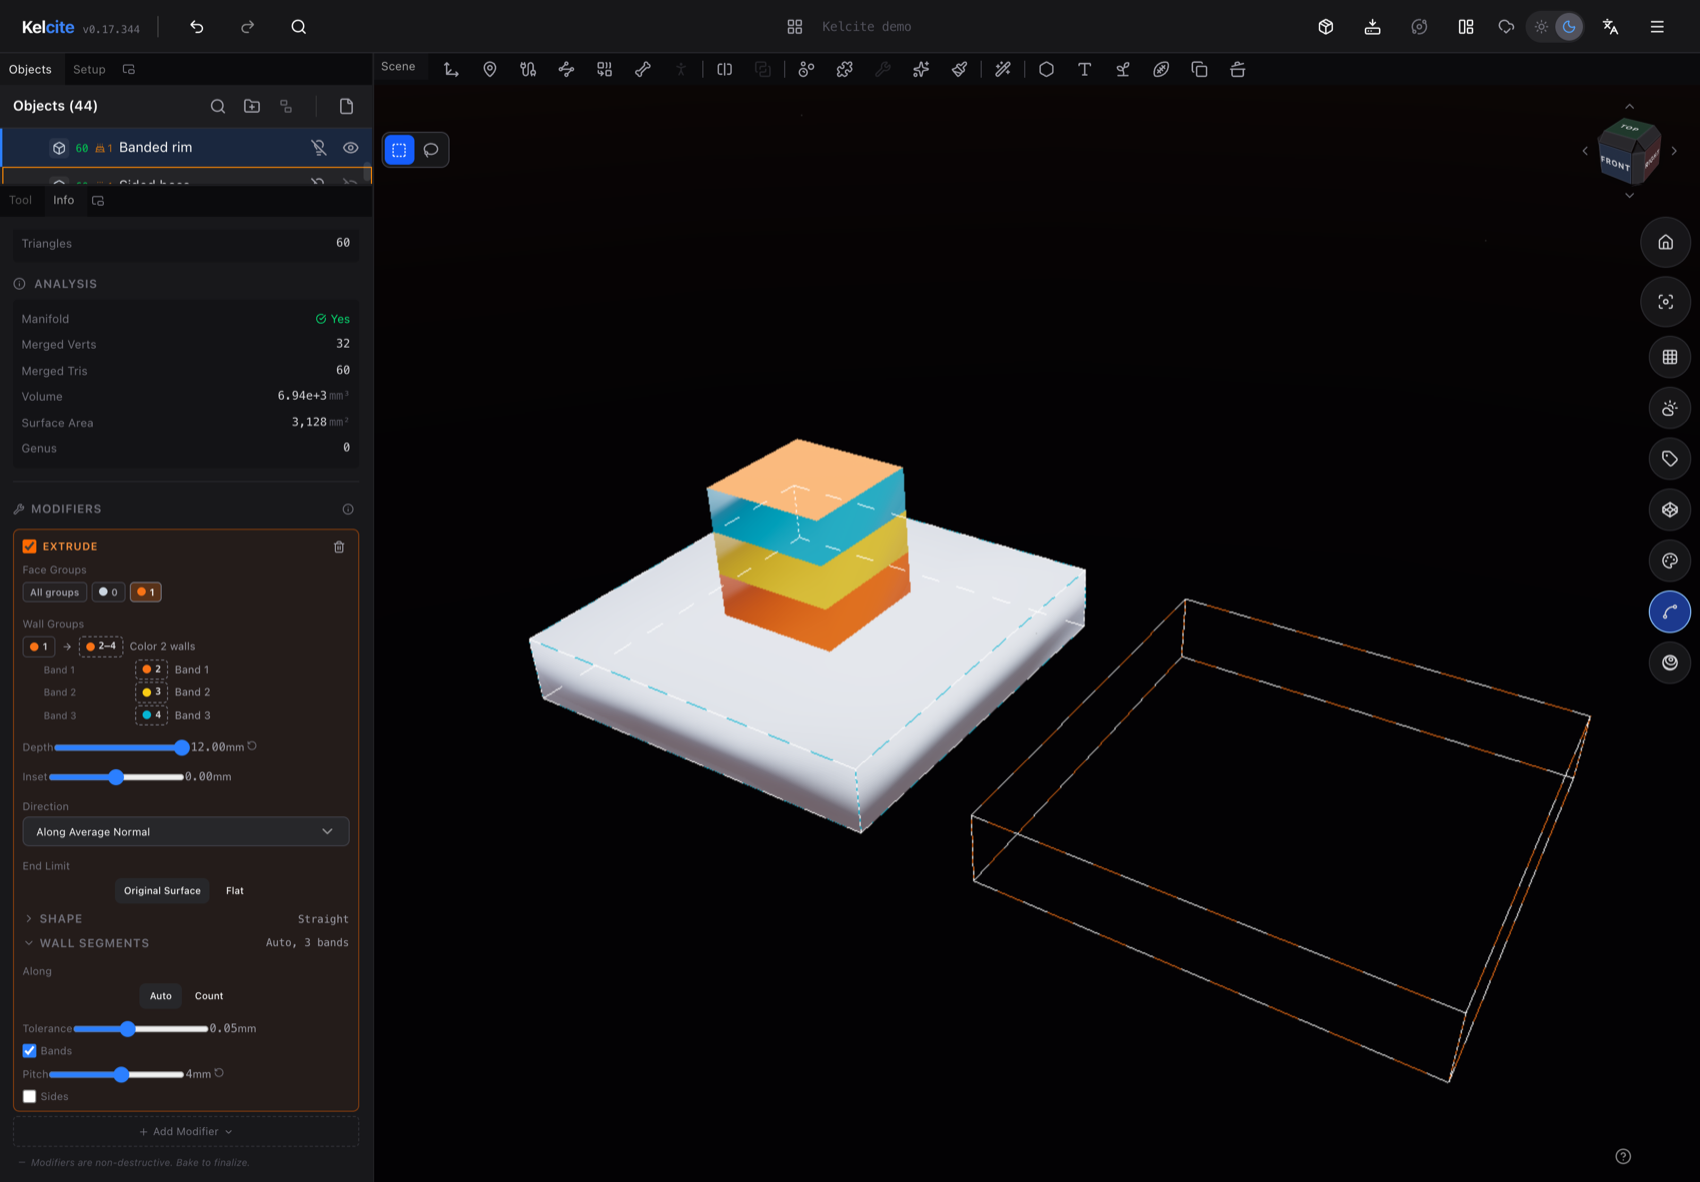 Kelcite v0.17.344
Kelcite demo
Objects Setup
Scene
Objects (44)
60 1 Banded rim
Sided base
Tool Info
Triangles 60
ANALYSIS
Manifold Yes
Merged Verts 32
Merged Tris 60
Volume 6.94e+3 mm³
Surface Area 3,128 mm²
Genus 0
MODIFIERS
EXTRUDE
Face Groups
All groups 0 1
Wall Groups
1 → 2–4 Color 2 walls
Band 1 2 Band 1
Band 2 3 Band 2
Band 3 4 Band 3
Depth 12.00mm
Inset 0.00mm
Direction
Along Average Normal
End Limit
Original Surface Flat
SHAPE Straight
WALL SEGMENTS Auto, 3 bands
Along
Auto Count
Tolerance 0.05mm
Bands
Pitch 4mm
Sides
+ Add Modifier
— Modifiers are non-destructive. Bake to finalize.
TOP
FRONT
RIGHT